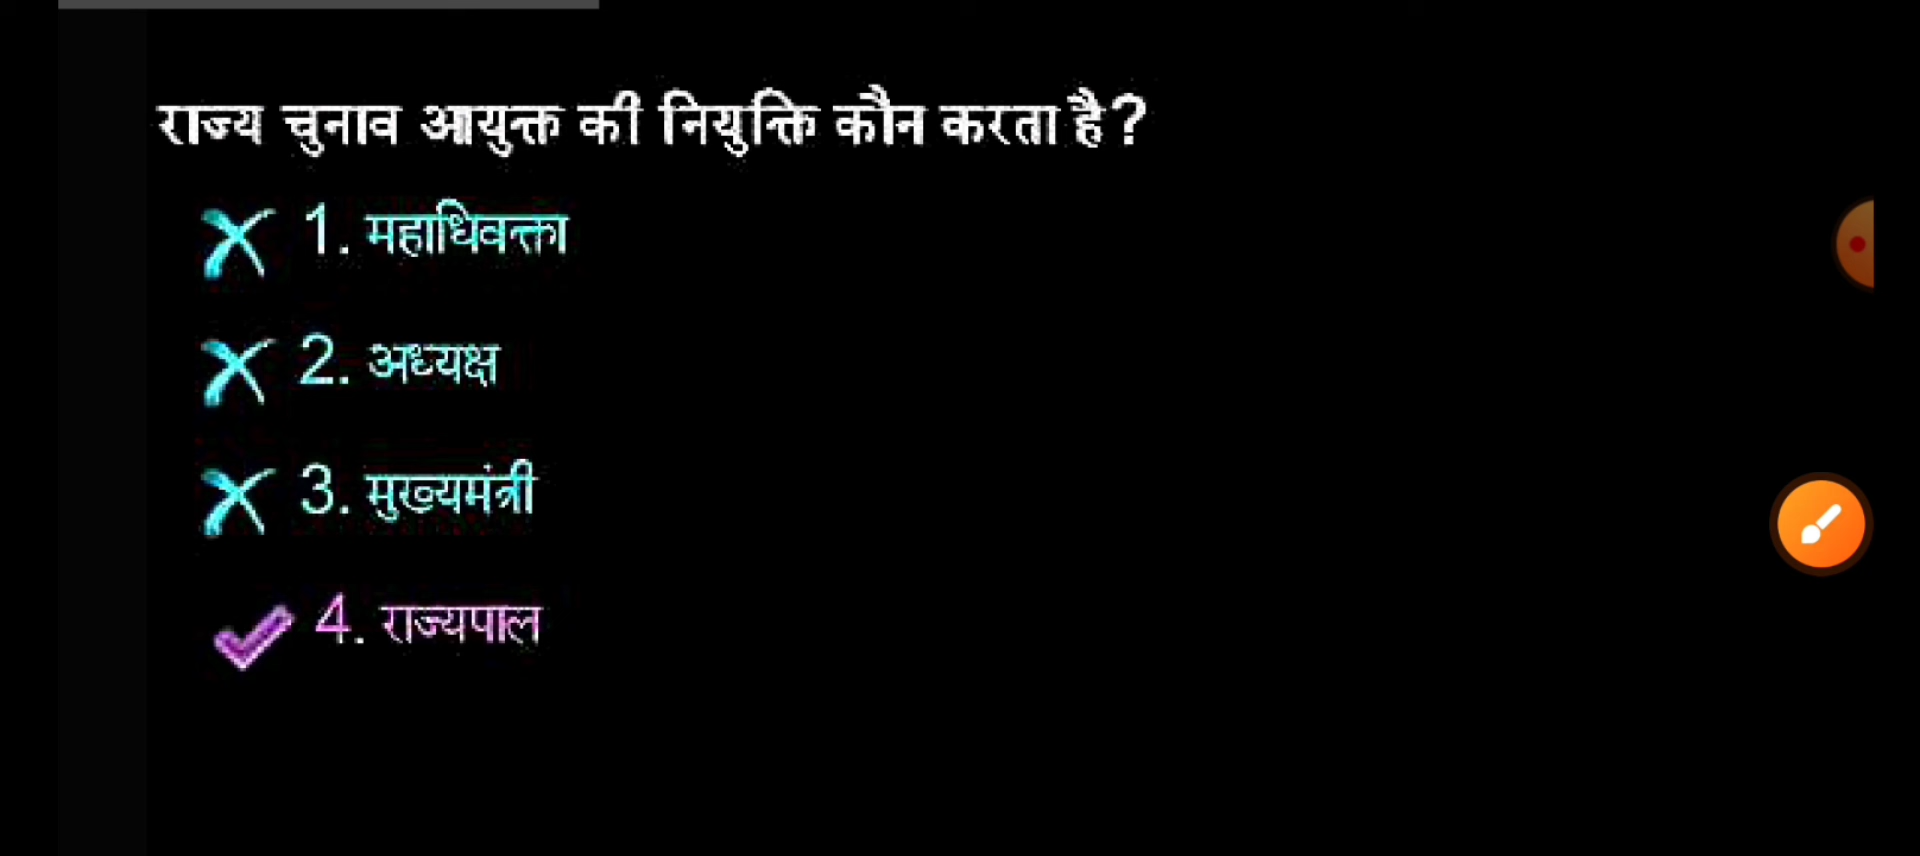 राज्य चुनाव आयुक्त की नियुक्ति कौन करता है?
1. महाधिवक्ता
2. अध्यक्ष
3. मुख्यमंत्री
4. राज्यपाल